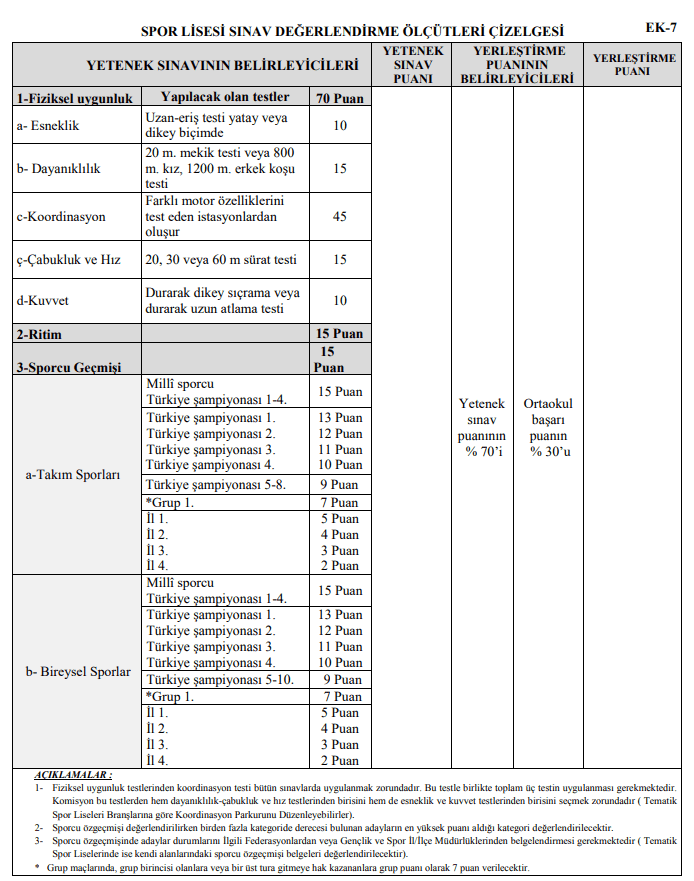 SPOR LİSESİ SINAV DEĞERLENDİRME ÖLÇÜTLERİ ÇİZELGESİ
EK-7
YETENEK SINAVININ BELİRLEYİCİLERİ
YETENEK
SINAV
PUANI
YERLEŞTİRME
PUANININ
BELİRLEYİCİLERİ
YERLEŞTİRME
PUANI
1-Fiziksel uygunluk Yapılacak olan testler 70 Puan
a- Esneklik
Uzan-eriş testi yatay veya
dikey biçimde
10
b- Dayanıklılık
20 m. mekik testi veya 800
m. kız, 1200 m. erkek koşu
testi
15
c-Koordinasyon
Farklı motor özelliklerini
test eden istasyonlardan
oluşur
45
ç-Çabukluk ve Hız 20, 30 veya 60 m sürat testi 15
d-Kuvvet
Durarak dikey sıçrama veya
durarak uzun atlama testi
10
2-Ritim 15 Puan
3-Sporcu Geçmişi
15
Puan
a-Takım Sporları
Millî sporcu
Türkiye şampiyonası 1-4.
15 Puan
Türkiye şampiyonası 1. 13 Puan
Türkiye şampiyonası 2. 12 Puan
Türkiye şampiyonası 3. 11 Puan
Türkiye şampiyonası 4. 10 Puan
Türkiye şampiyonası 5-8. 9 Puan
*Grup 1. 7 Puan
İl 1. 5 Puan
İl 2. 4 Puan
İl 3. 3 Puan
İl 4. 2 Puan
b- Bireysel Sporlar
Millî sporcu
Türkiye şampiyonası 1-4.
15 Puan
Türkiye şampiyonası 1. 13 Puan
Türkiye şampiyonası 2. 12 Puan
Türkiye şampiyonası 3. 11 Puan
Türkiye şampiyonası 4. 10 Puan
Türkiye şampiyonası 5-10. 9 Puan
*Grup 1. 7 Puan
İl 1. 5 Puan
İl 2. 4 Puan
İl 3. 3 Puan
İl 4. 2 Puan
Yetenek
sınav
puanının
% 70'i
Ortaokul
başarı
puanın
% 30'u
AÇIKLAMALAR :
1- Fiziksel uygunluk testlerinden koordinasyon testi bütün sınavlarda uygulanmak zorundadır. Bu testle birlikte toplam üç testin uygulanması gerekmektedir.
Komisyon bu testlerden hem dayanıklılık-çabukluk ve hız testlerinden birisini hem de esneklik ve kuvvet testlerinden birisini seçmek zorundadır ( Tematik
Spor Liseleri Branşlarına göre Koordinasyon Parkurunu Düzenleyebilirler).
2- Sporcu özgeçmişi değerlendirilirken birden fazla kategoride derecesi bulunan adayların en yüksek puanı aldığı kategori değerlendirilecektir.
3- Sporcu özgeçmişinde adaylar durumlarını İlgili Federasyonlardan veya Gençlik ve Spor İl/İlçe Müdürlüklerinden belgelendirmesi gerekmektedir ( Tematik
Spor Liselerinde ise kendi alanlarındaki sporcu özgeçmişi belgeleri değerlendirilecektir).
* Grup maçlarında, grup birincisi olanlara veya bir üst tura gitmeye hak kazananlara grup puanı olarak 7 puan verilecektir.